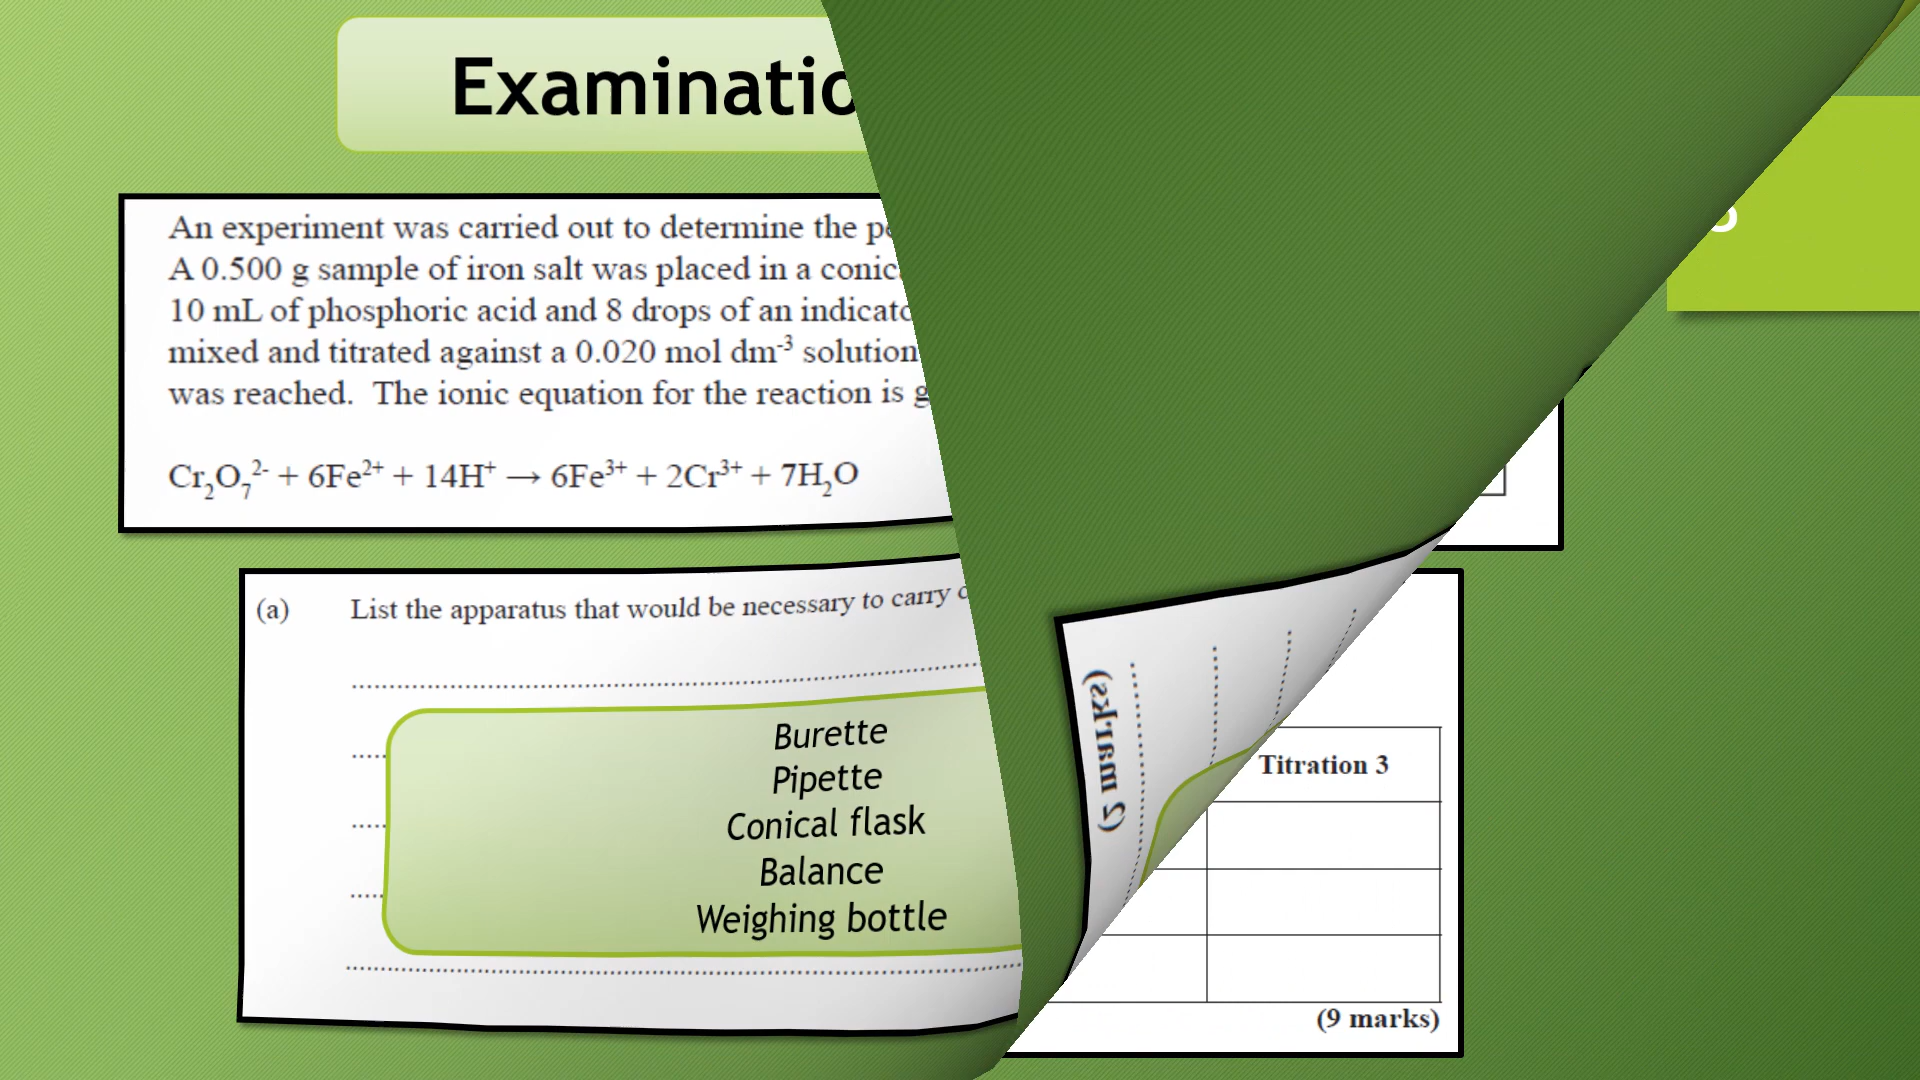 Examinatio
An experiment was carried out to determine the
A 0.500 g sample of iron salt was placed in a
10 mL of phosphoric acid and 8 drops of an
mixed and titrated against a 0.020 mol dm⁻³ solution
was reached. The ionic equation for the reaction is
Cr₂O₇²⁻ + 6Fe²⁺ + 14H⁺ → 6Fe³⁺ + 2Cr³⁺ + 7H₂O
(a) List the apparatus that would be necessary to carry
Burette
Pipette
Conical flask
Balance
Weighing bottle
(2 marks)
Titration 3
(9 marks)